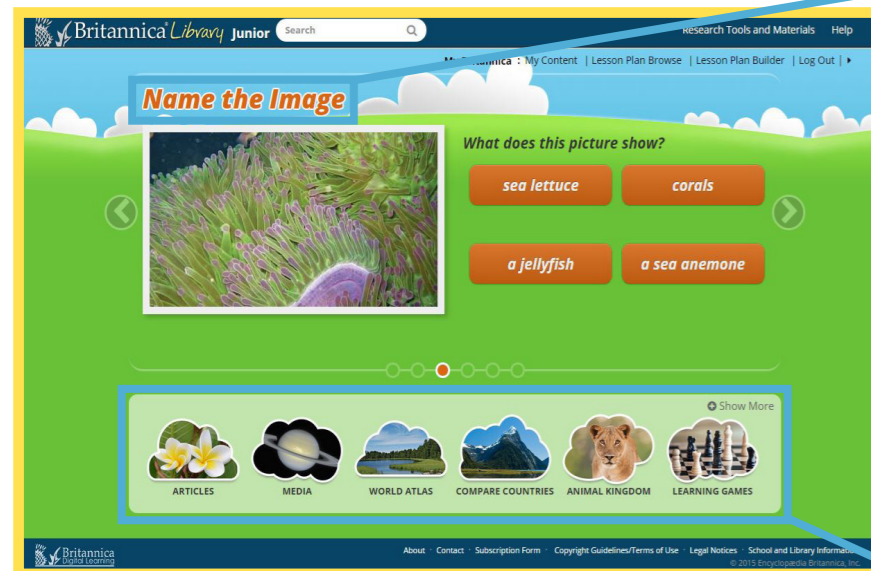 Britannica® Library Junior Search Research Tools and Materials Help
My Britannica : My Content | Lesson Plan Browse | Lesson Plan Builder | Log Out |
Name the Image
What does this picture show?
sea lettuce corals
a jellyfish a sea anemone
Show More
ARTICLES MEDIA WORLD ATLAS COMPARE COUNTRIES ANIMAL KINGDOM LEARNING GAMES
Britannica
Digital Learning
About · Contact · Subscription Form · Copyright Guidelines/Terms of Use · Legal Notices · School and Library Information
© 2015 Encyclopædia Britannica, Inc.